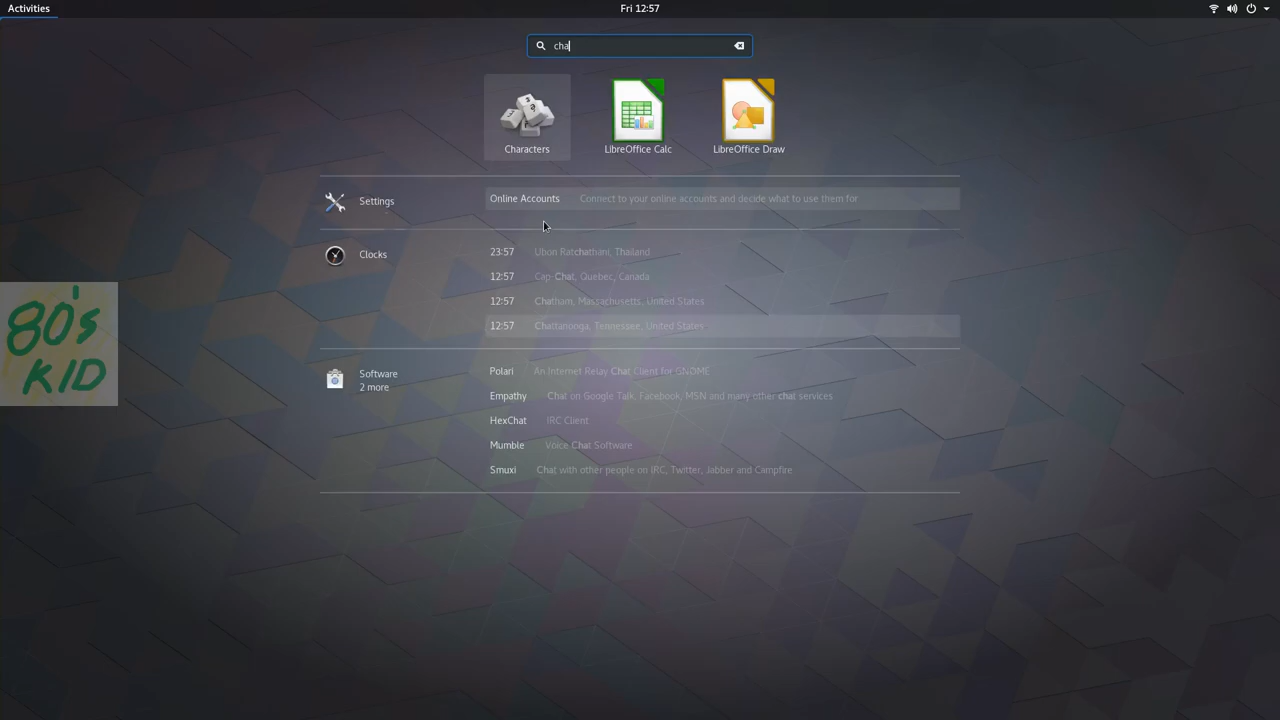 Activities
Fri 12:57
cha
Characters
LibreOffice Calc
LibreOffice Draw
Settings
Online Accounts Connect to your online accounts and decide what to use them for
Clocks
23:57 Ubon Ratchathani, Thailand
12:57 Cap-Chat, Quebec, Canada
12:57 Chatham, Massachusetts, United States
12:57 Chattanooga, Tennessee, United States
80's
KID
Software
2 more
Polari An Internet Relay Chat Client for GNOME
Empathy Chat on Google Talk, Facebook, MSN and many other chat services
HexChat IRC Client
Mumble Voice Chat Software
Smuxi Chat with other people on IRC, Twitter, Jabber and Campfire